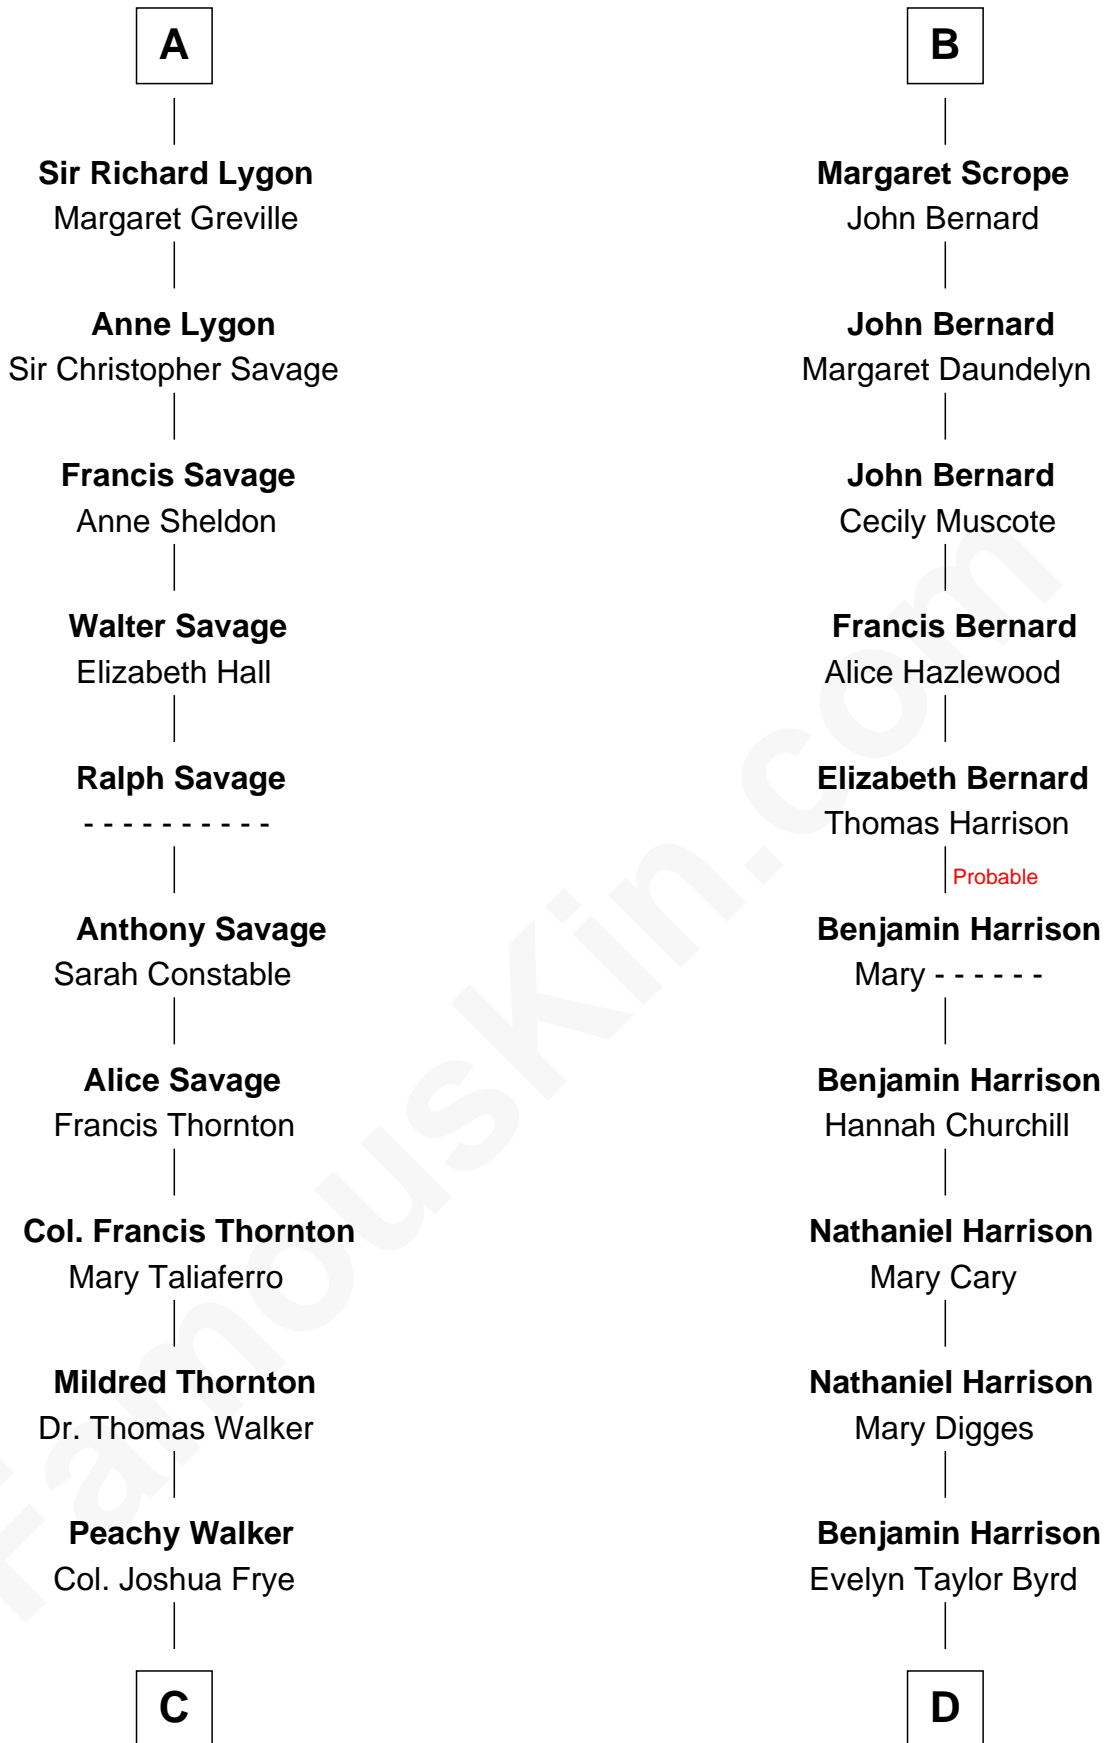 A
Sir Richard Lygon
Margaret Greville
Anne Lygon
Sir Christopher Savage
Francis Savage
Anne Sheldon
Walter Savage
Elizabeth Hall
Ralph Savage
- - - - - - - - - -
Anthony Savage
Sarah Constable
Alice Savage
Francis Thornton
Col. Francis Thornton
Mary Taliaferro
Mildred Thornton
Dr. Thomas Walker
Peachy Walker
Col. Joshua Frye
C
B
Margaret Scrope
John Bernard
John Bernard
Margaret Daundelyn
John Bernard
Cecily Muscote
Francis Bernard
Alice Hazlewood
Elizabeth Bernard
Thomas Harrison
Probable
Benjamin Harrison
Mary - - - - - -
Benjamin Harrison
Hannah Churchill
Nathaniel Harrison
Mary Cary
Nathaniel Harrison
Mary Digges
Benjamin Harrison
Evelyn Taylor Byrd
D
FamousKin.com